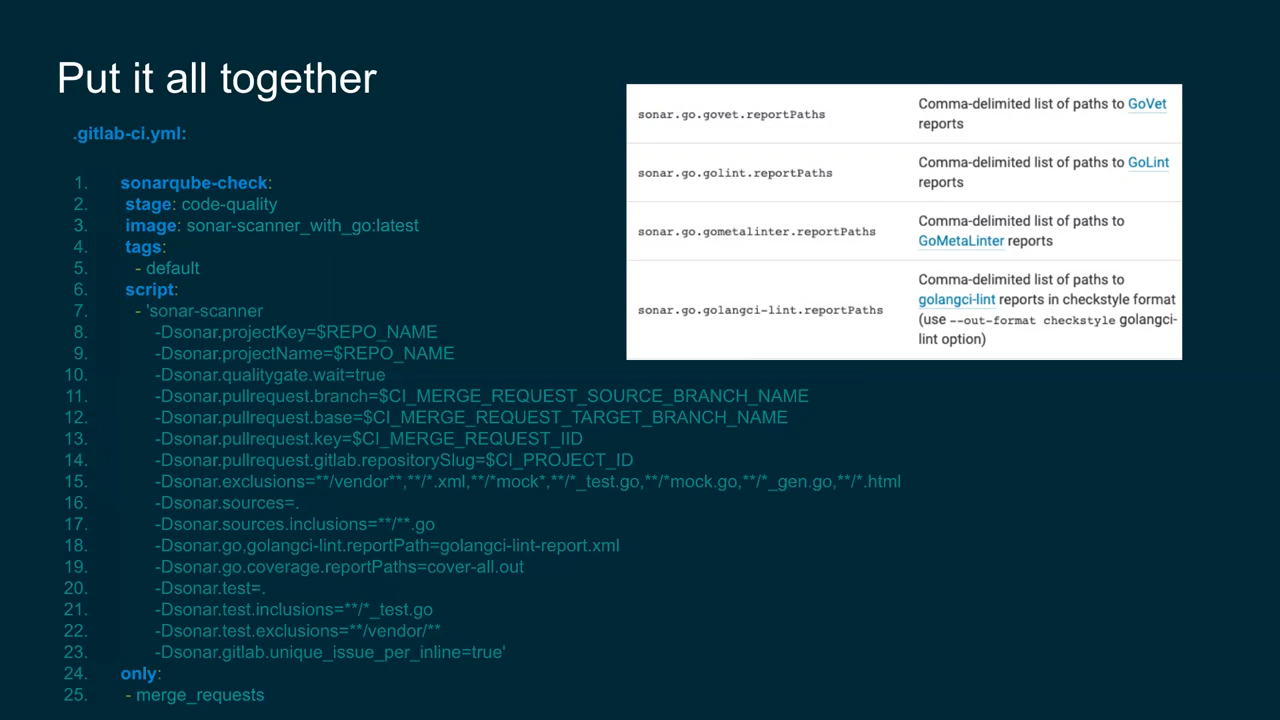 Put it all together
.gitlab-ci.yml:
1. sonarqube-check:
2. stage: code-quality
3. image: sonar-scanner_with_go:latest
4. tags:
5. - default
6. script:
7. - 'sonar-scanner
8. -Dsonar.projectKey=$REPO_NAME
9. -Dsonar.projectName=$REPO_NAME
10. -Dsonar.qualitygate.wait=true
11. -Dsonar.pullrequest.branch=$CI_MERGE_REQUEST_SOURCE_BRANCH_NAME
12. -Dsonar.pullrequest.base=$CI_MERGE_REQUEST_TARGET_BRANCH_NAME
13. -Dsonar.pullrequest.key=$CI_MERGE_REQUEST_IID
14. -Dsonar.pullrequest.gitlab.repositorySlug=$CI_PROJECT_ID
15. -Dsonar.exclusions=**/vendor**,**/*.xml,**/*mock*,**/*_test.go,**/*mock.go,**/*_gen.go,**/*.html
16. -Dsonar.sources=.
17. -Dsonar.sources.inclusions=**/**.go
18. -Dsonar.go,golangci-lint.reportPath=golangci-lint-report.xml
19. -Dsonar.go.coverage.reportPaths=cover-all.out
20. -Dsonar.test=.
21. -Dsonar.test.inclusions=**/*_test.go
22. -Dsonar.test.exclusions=**/vendor/**
23. -Dsonar.gitlab.unique_issue_per_inline=true'
24. only:
25. - merge_requests
sonar.go.govet.reportPaths
Comma-delimited list of paths to GoVet
reports
sonar.go.golint.reportPaths
Comma-delimited list of paths to GoLint
reports
sonar.go.gometalinter.reportPaths
Comma-delimited list of paths to
GoMetaLinter reports
sonar.go.golangci-lint.reportPaths
Comma-delimited list of paths to
golangci-lint reports in checkstyle format
(use --out-format checkstyle golangci-
lint option)